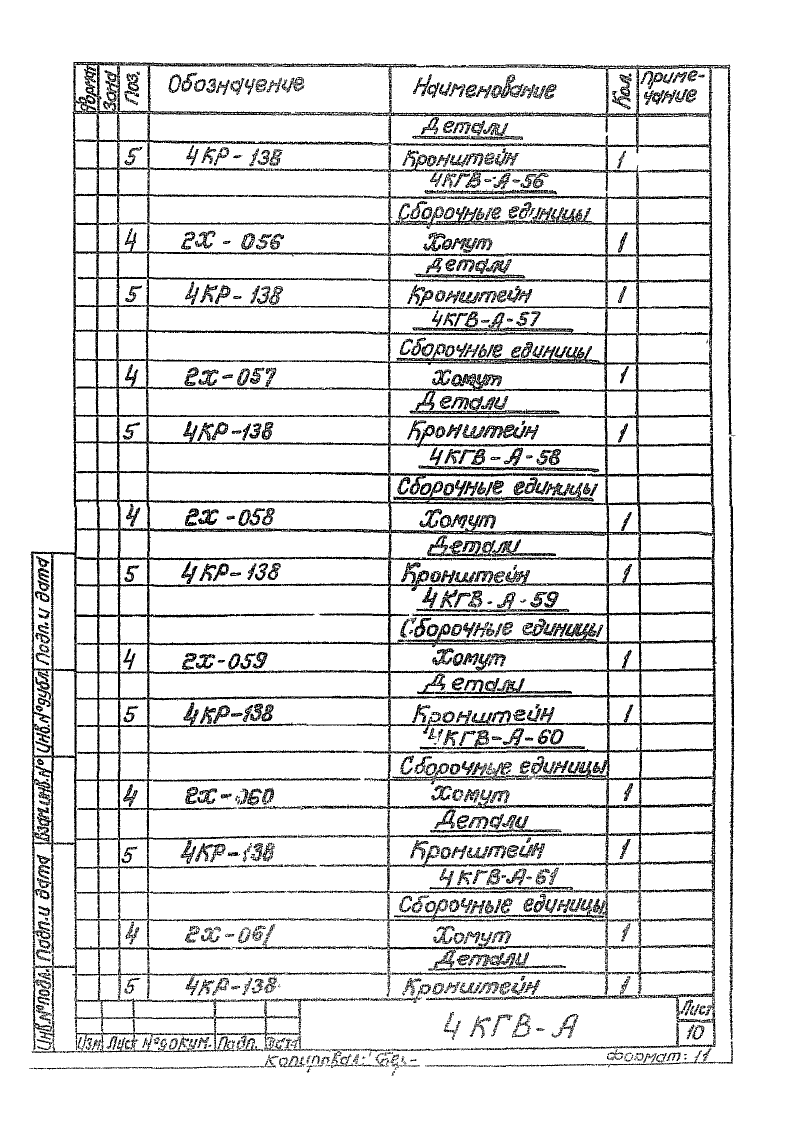 Формат Зона Поз. Обозначение Наименование Кол. Приме-
чание
Детали
5 4КР-138 Кронштейн 1
4КГВ-А-56
Сборочные единицы
4 2Х-056 Хомут 1
Детали
5 4КР-138 Кронштейн 1
4КГВ-А-57
Сборочные единицы
4 2Х-057 Хомут 1
Детали
5 4КР-138 Кронштейн 1
4КГВ-А-58
Сборочные единицы
4 2Х-058 Хомут 1
Детали
5 4КР-138 Кронштейн 1
4КГВ-А-59
Сборочные единицы
4 2Х-059 Хомут 1
Детали
5 4КР-138 Кронштейн 1
4КГВ-А-60
Сборочные единицы
4 2Х-060 Хомут 1
Детали
5 4КР-138 Кронштейн 1
4КГВ-А-61
Сборочные единицы
4 2Х-061 Хомут 1
Детали
5 4КР-138 Кронштейн 1
Инв.№подл. Подп.и дата Взам.инв.№ Инв.№дубл Подп.и дата
Изм Лист №докум. Подп. Дата
4КГВ-А
Лист
10
Копировал:
Формат: 11